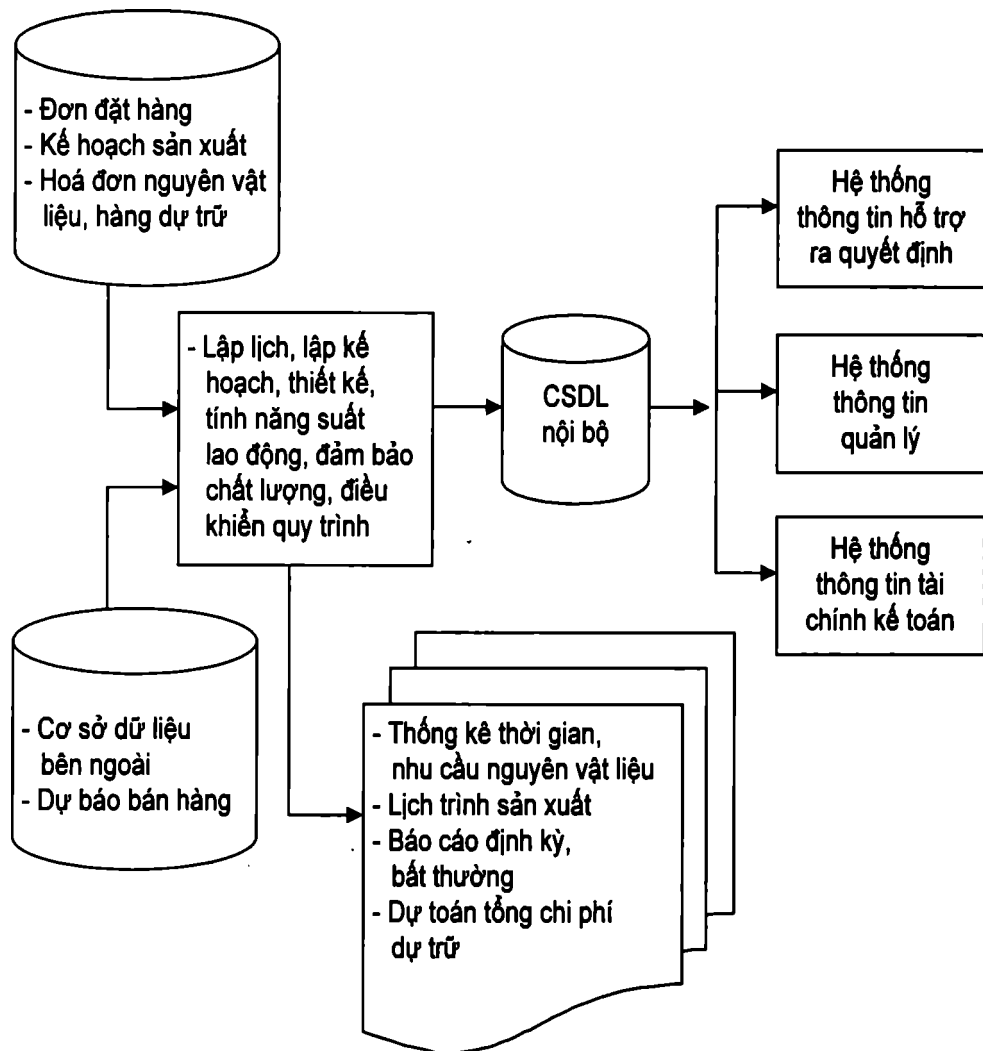 - Đơn đặt hàng
- Kế hoạch sản xuất
- Hoá đơn nguyên vật
liệu, hàng dự trữ
- Lập lịch, lập kế
hoạch, thiết kế,
tính năng suất
lao động, đảm bảo
chất lượng, điều
khiển quy trình
- Cơ sở dữ liệu
bên ngoài
- Dự báo bán hàng
CSDL
nội bộ
Hệ thống
thông tin hỗ trợ
ra quyết định
Hệ thống
thông tin
quản lý
Hệ thống
thông tin tài
chính kế toán
- Thống kê thời gian,
nhu cầu nguyên vật liệu
- Lịch trình sản xuất
- Báo cáo định kỳ,
bất thường
- Dự toán tổng chi phí
dự trữ